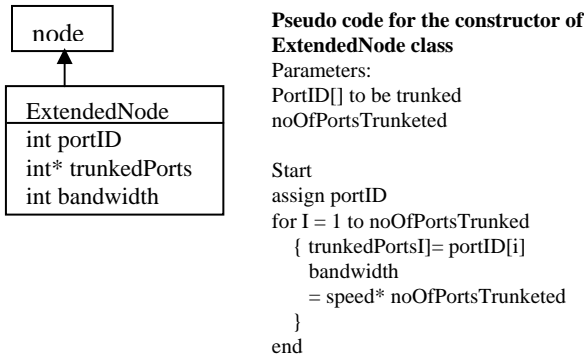 node
ExtendedNode
int portID
int* trunkedPorts
int bandwidth
Pseudo code for the constructor of
ExtendedNode class
Parameters:
PortID[] to be trunked
noOfPortsTrunketed
Start
assign portID
for I = 1 to noOfPortsTrunked
{ trunkedPortsI]= portID[i]
bandwidth
= speed* noOfPortsTrunketed
}
end